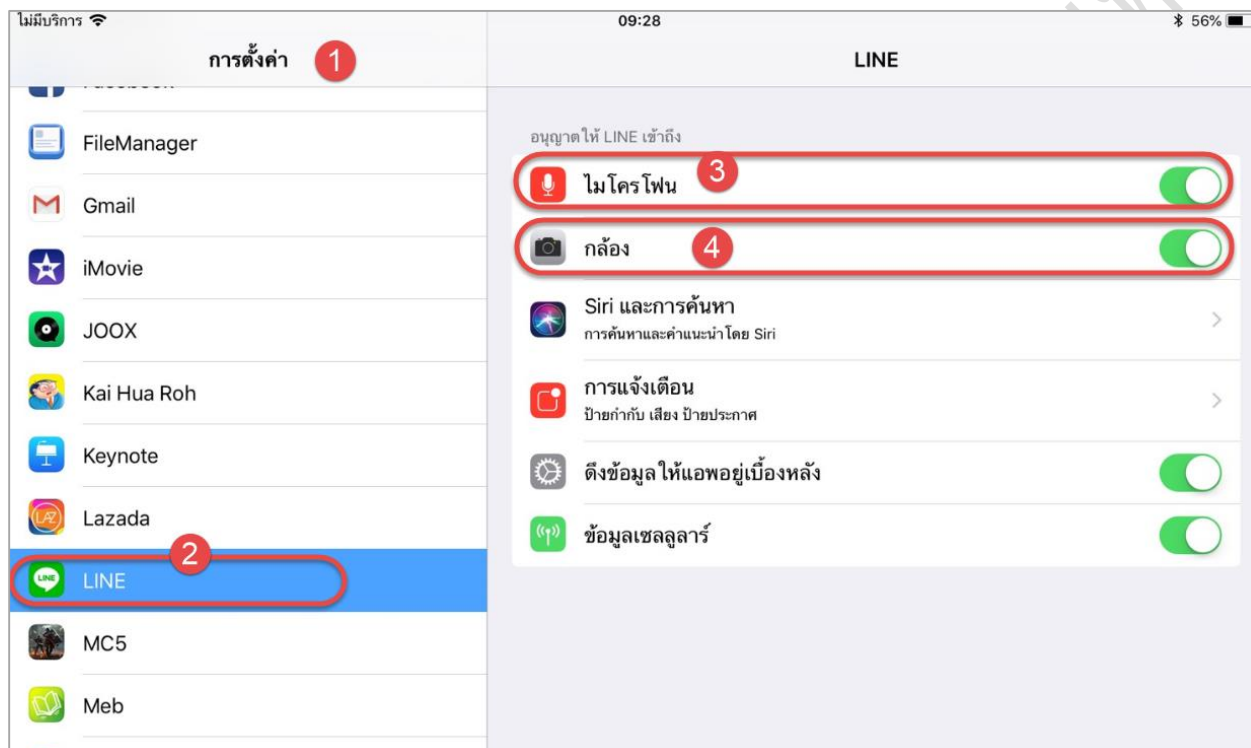 ไม่มีบริการ 09:28 56%
การตั้งค่า 1
FileManager
Gmail
iMovie
JOOX
Kai Hua Roh
Keynote
Lazada
2
LINE
MC5
Meb
LINE
อนุญาตให้ LINE เข้าถึง
ไมโครโฟน 3
กล้อง 4
Siri และการค้นหา
การค้นหาและคำแนะนำโดย Siri
การแจ้งเตือน
ป้ายกำกับ เสียง ป้ายประกาศ
ดึงข้อมูลให้แอพอยู่เบื้องหลัง
ข้อมูลเซลลูลาร์